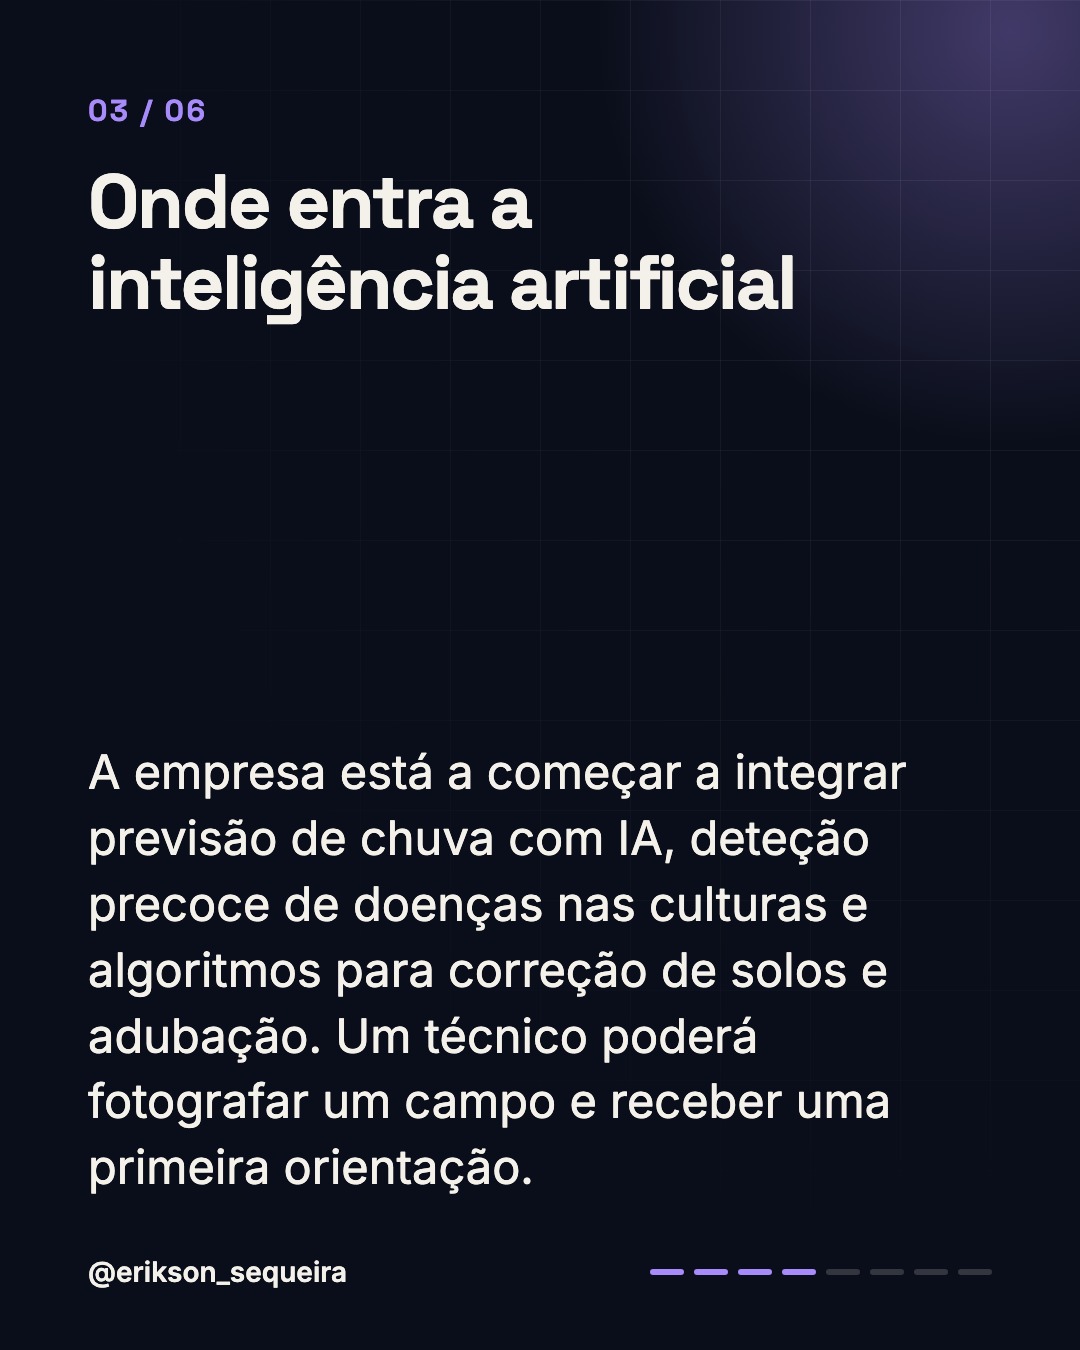 03 / 06
Onde entra a
inteligência artificial
A empresa está a começar a integrar
previsão de chuva com IA, deteção
precoce de doenças nas culturas e
algoritmos para correção de solos e
adubação. Um técnico poderá
fotografar um campo e receber uma
primeira orientação.
@erikson_sequeira